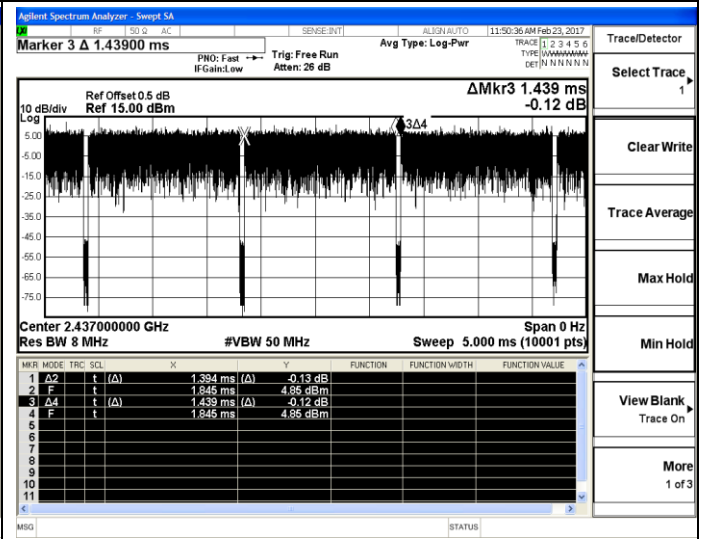 Agilent Spectrum Analyzer - Swept SA
RF 50 Ω AC SENSE:INT ALIGN AUTO 11:50:36 AM Feb 23, 2017
Marker 3 Δ 1.43900 ms
PNO: Fast
IFGain:Low
Trig: Free Run
Atten: 26 dB
Avg Type: Log-Pwr
TRACE 1 2 3 4 5 6
TYPE
DET N N N N N N
Ref Offset 0.5 dB
10 dB/div Ref 15.00 dBm
ΔMkr3 1.439 ms
-0.12 dB
Log
3Δ4
5.00
-5.00
-15.0
-25.0
-35.0
-45.0
-55.0
-65.0
-75.0
Center 2.437000000 GHz Span 0 Hz
Res BW 8 MHz #VBW 50 MHz Sweep 5.000 ms (10001 pts)
MKR MODE TRC SCL X Y FUNCTION FUNCTION WIDTH FUNCTION VALUE
1 Δ2 t (Δ) 1.394 ms (Δ) -0.13 dB
2 F t 1.845 ms 4.85 dBm
3 Δ4 t (Δ) 1.439 ms (Δ) -0.12 dB
4 F t 1.845 ms 4.85 dBm
5
6
7
8
9
10
11
MSG STATUS
Trace/Detector
Select Trace
1
Clear Write
Trace Average
Max Hold
Min Hold
View Blank
Trace On
More
1 of 3